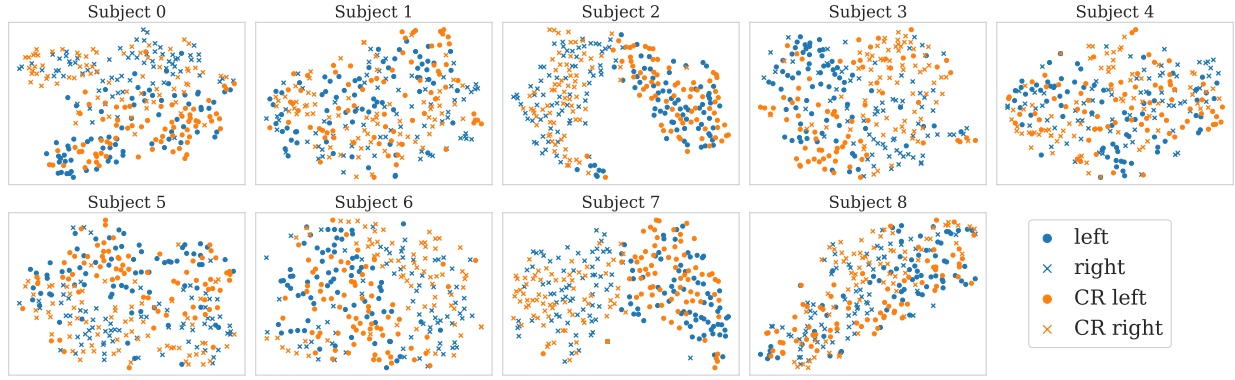 Subject 0
Subject 1
Subject 2
Subject 3
Subject 4
Subject 5
Subject 6
Subject 7
Subject 8
left
right
CR left
CR right